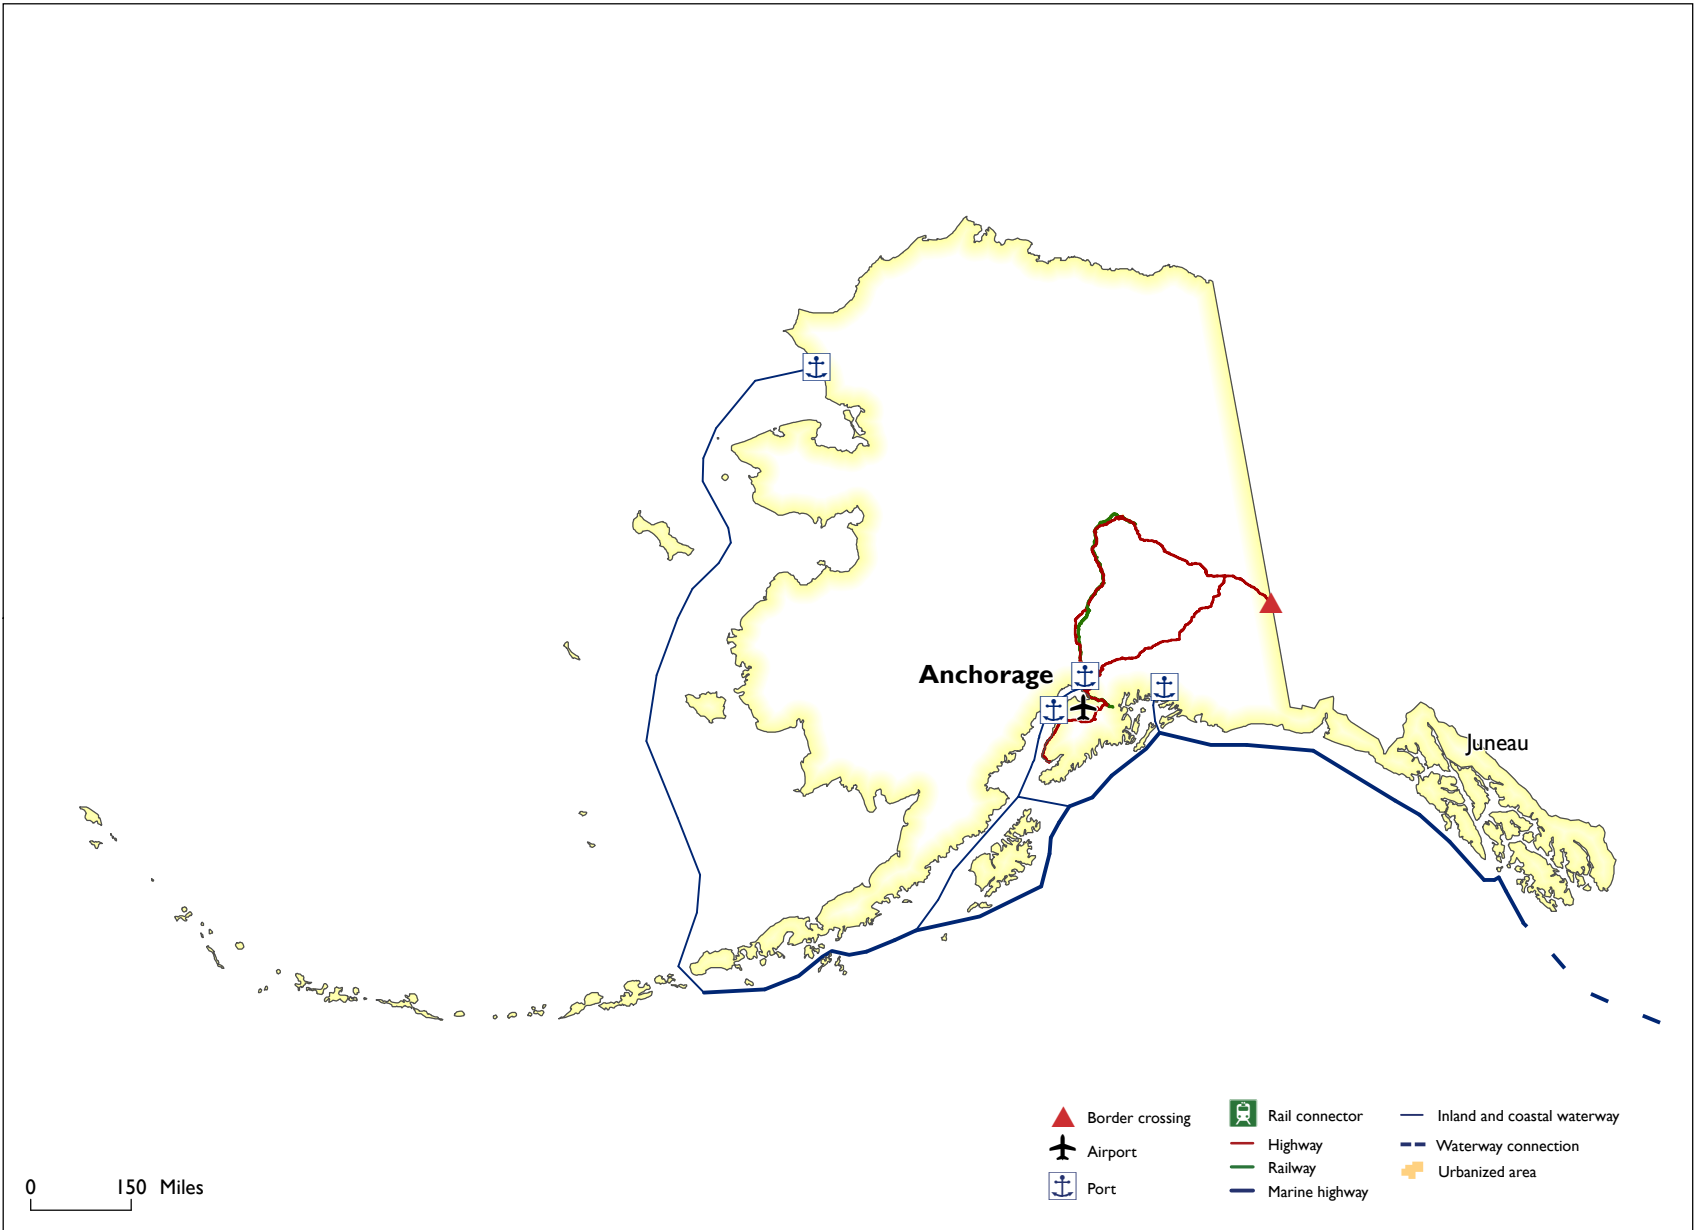 Anchorage
Juneau
Border crossing
Airport
Port
Rail connector
Highway
Railway
Marine highway
Inland and coastal waterway
Waterway connection
Urbanized area
0 150 Miles